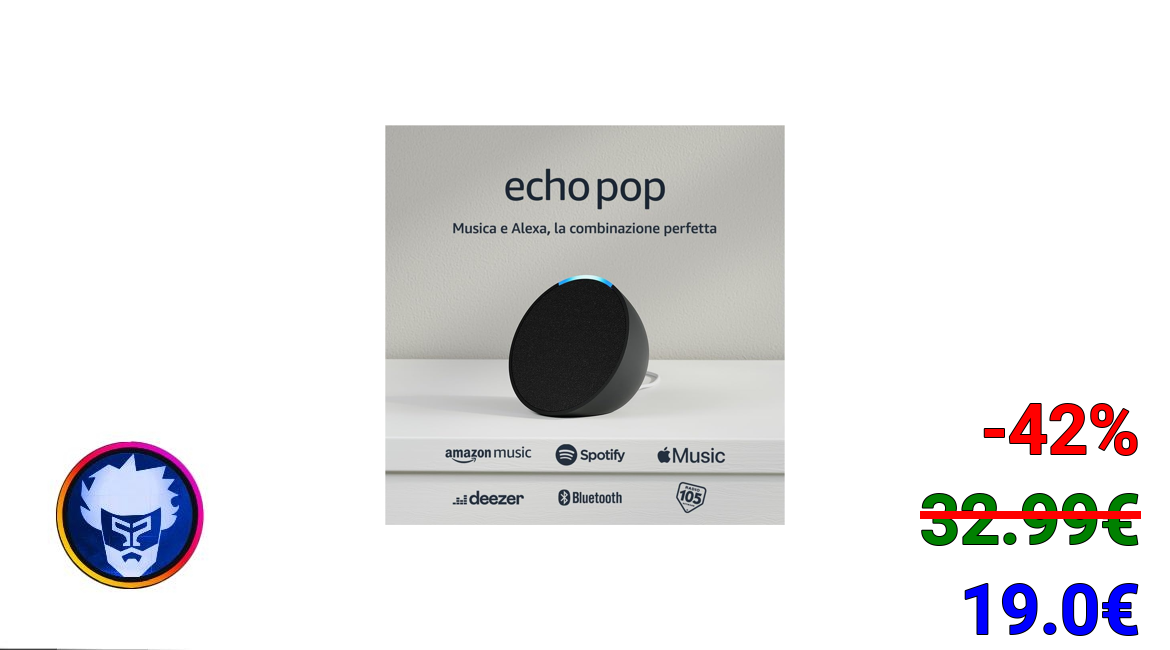 echo pop
Musica e Alexa, la combinazione perfetta
amazon music Spotify Music
deezer Bluetooth RADIO 105
-42%
32.99€
19.0€